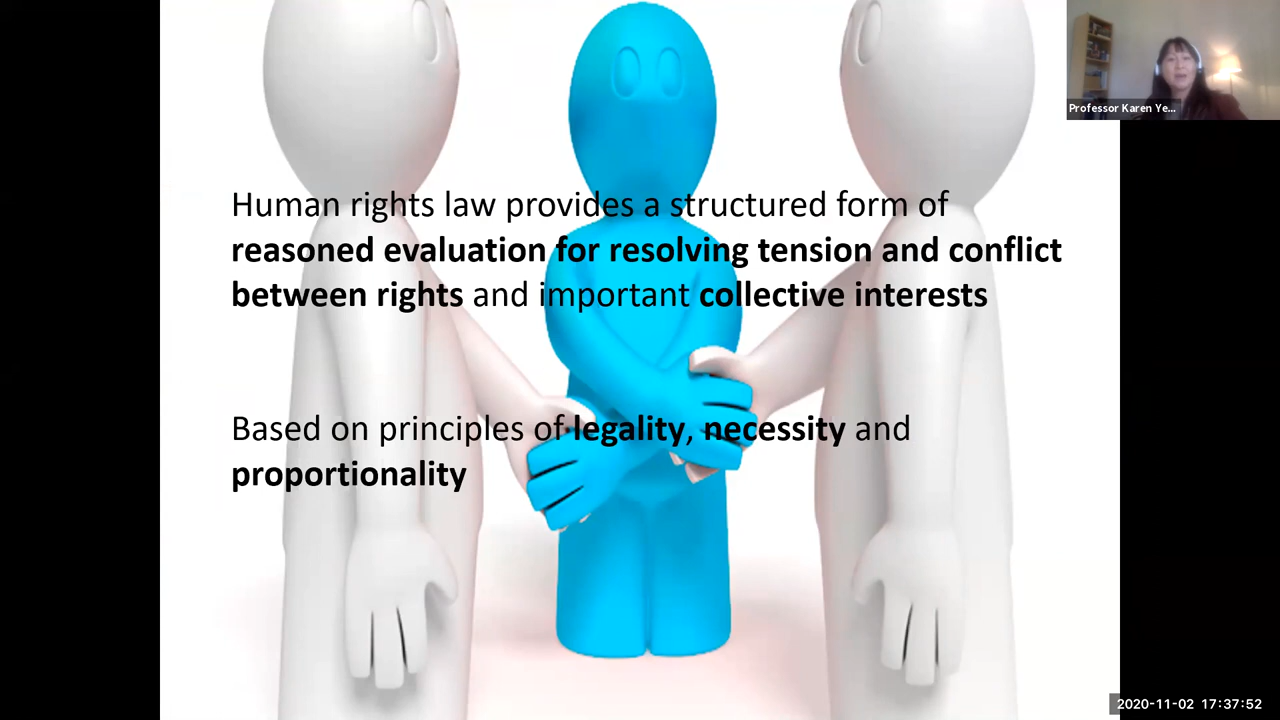 Professor Karen Ye...
Human rights law provides a structured form of
reasoned evaluation for resolving tension and conflict
between rights and important collective interests
Based on principles of legality, necessity and
proportionality
2020-11-02 17:37:52